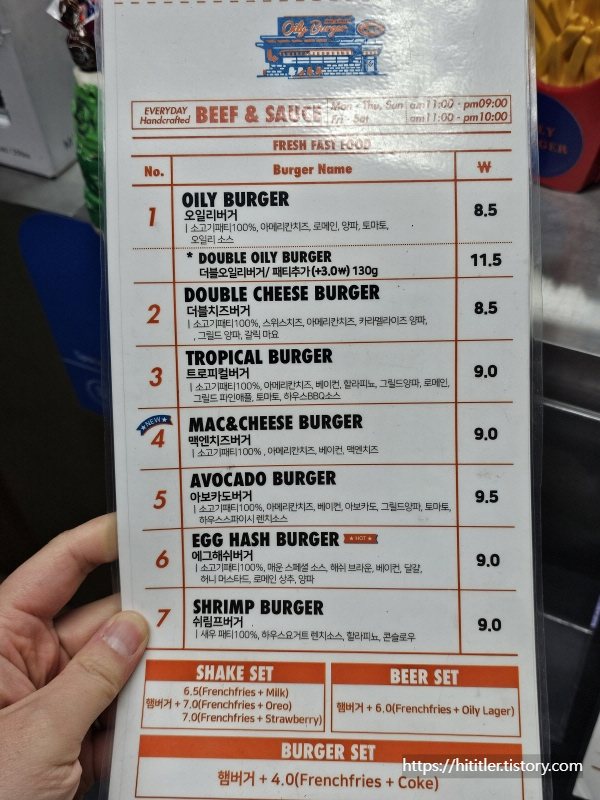 Oily Burger
EVERYDAY
Handcrafted
BEEF & SAUCE
Mon - Thu, Sun am11:00 - pm09:00
Fri - Sat am11:00 - pm10:00
FRESH FAST FOOD
No. Burger Name ₩
1 OILY BURGER 8.5
오일리버거
| 소고기패티100%, 아메리칸치즈, 로메인, 양파, 토마토,
오일리 소스
* DOUBLE OILY BURGER 11.5
더블오일리버거/ 패티추가(+3.0₩) 130g
2 DOUBLE CHEESE BURGER 8.5
더블치즈버거
| 소고기패티100%, 스위스치즈, 아메리칸치즈, 카라멜라이즈 양파,
, 그릴드 양파, 갈릭 마요
3 TROPICAL BURGER 9.0
트로피컬버거
| 소고기패티100%, 아메리칸치즈, 베이컨, 할라피뇨, 그릴드양파, 로메인,
그릴드 파인애플, 토마토, 하우스BBQ소스
NEW
4 MAC&CHEESE BURGER 9.0
맥엔치즈버거
| 소고기패티100% , 아메리칸치즈, 베이컨, 맥엔치즈
5 AVOCADO BURGER 9.5
아보카도버거
| 소고기패티100%, 아메리칸치즈, 베이컨, 아보카도, 그릴드양파, 토마토,
하우스스파이시 렌치소스
6 EGG HASH BURGER HOT 9.0
에그해쉬버거
| 소고기패티100%, 매운 스페셜 소스, 해쉬 브라운, 베이컨, 달걀,
허니 머스타드, 로메인 상추, 양파
7 SHRIMP BURGER 9.0
쉬림프버거
| 새우 패티100%, 하우스요거트 렌치소스, 할라피뇨, 콘슬로우
SHAKE SET
6.5(Frenchfries + Milk)
햄버거 + 7.0(Frenchfries + Oreo)
7.0(Frenchfries + Strawberry)
BEER SET
햄버거 + 6.0(Frenchfries + Oily Lager)
BURGER SET
햄버거 + 4.0(Frenchfries + Coke)
BURGER
https://hititler.tistory.com